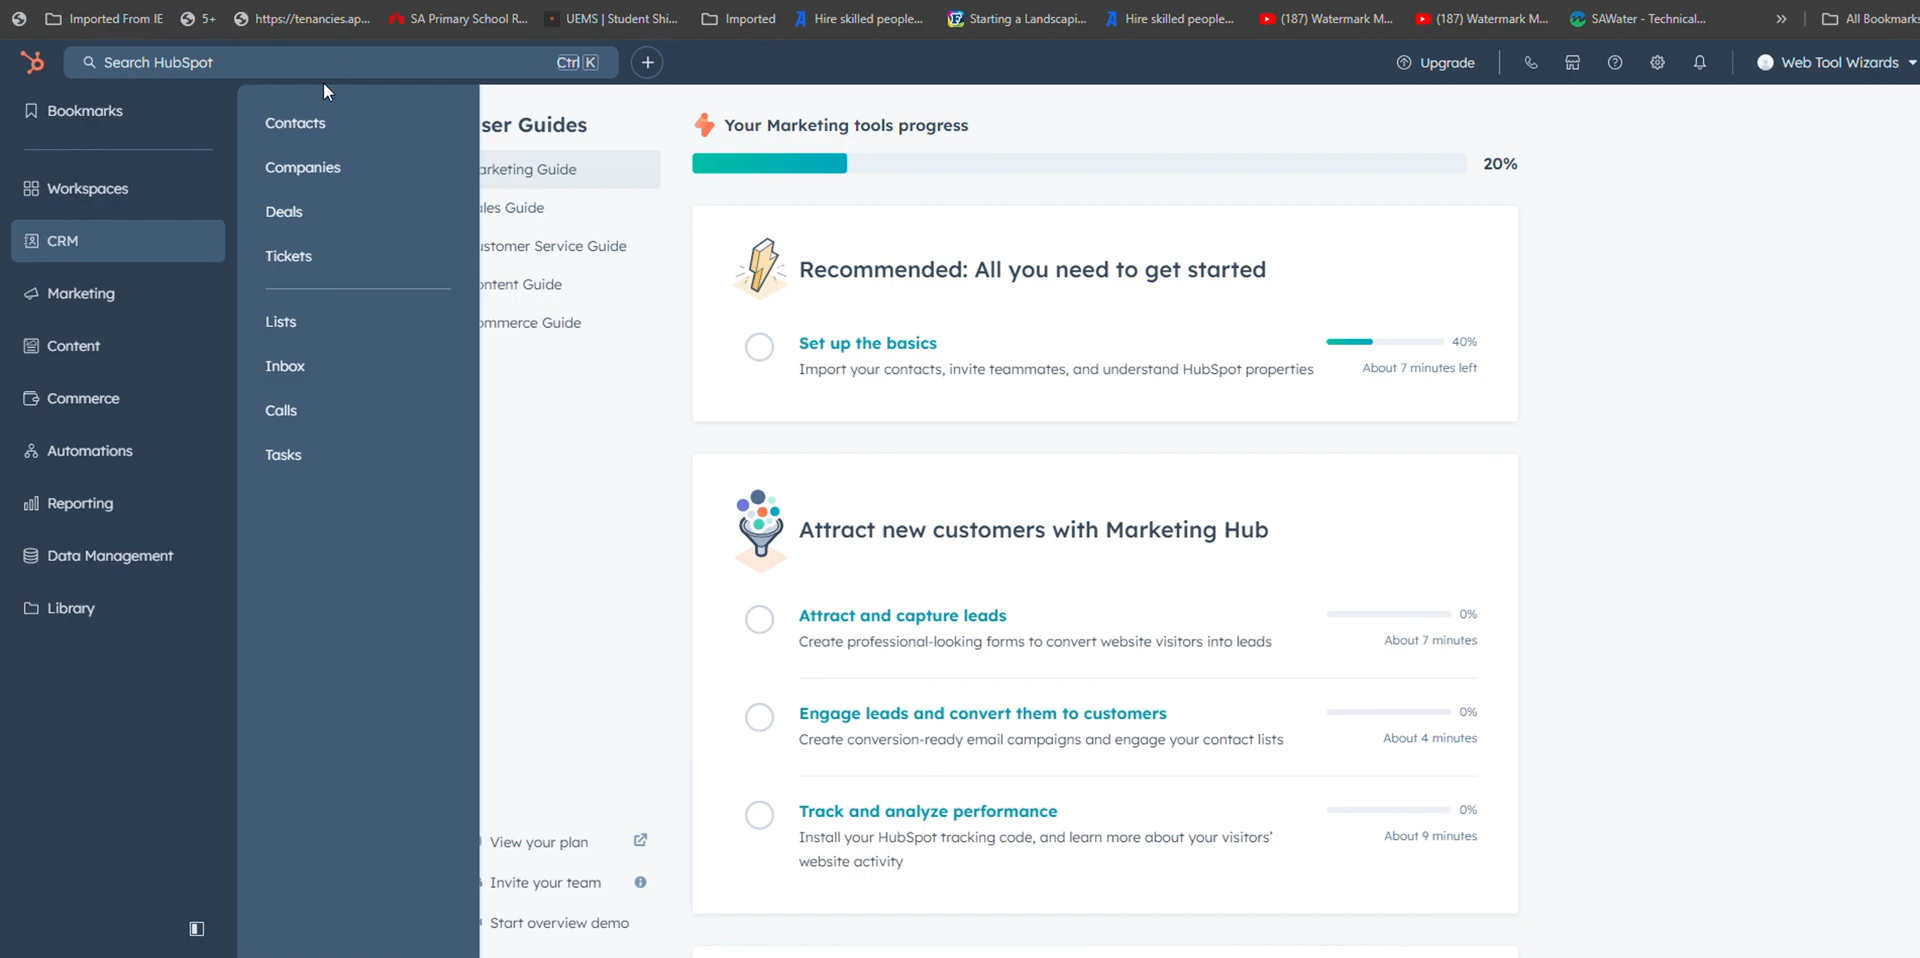 Imported From IE
5+
https://tenancies.ap...
SA Primary School R...
UEMS | Student Shi...
Imported
Hire skilled people...
Starting a Landscapi...
Hire skilled people...
(187) Watermark M...
(187) Watermark M...
SAWater - Technical...
All Bookmarks
Search HubSpot
Ctrl K
Upgrade
Web Tool Wizards
Bookmarks
Workspaces
CRM
Marketing
Content
Commerce
Automations
Reporting
Data Management
Library
Contacts
Companies
Deals
Tickets
Lists
Inbox
Calls
Tasks
ser Guides
arketing Guide
ales Guide
ustomer Service Guide
ontent Guide
ommerce Guide
View your plan
Invite your team
Start overview demo
Your Marketing tools progress
20%
Recommended: All you need to get started
Set up the basics
40%
Import your contacts, invite teammates, and understand HubSpot properties
About 7 minutes left
Attract new customers with Marketing Hub
Attract and capture leads
0%
Create professional-looking forms to convert website visitors into leads
About 7 minutes
Engage leads and convert them to customers
0%
Create conversion-ready email campaigns and engage your contact lists
About 4 minutes
Track and analyze performance
0%
Install your HubSpot tracking code, and learn more about your visitors'
website activity
About 9 minutes